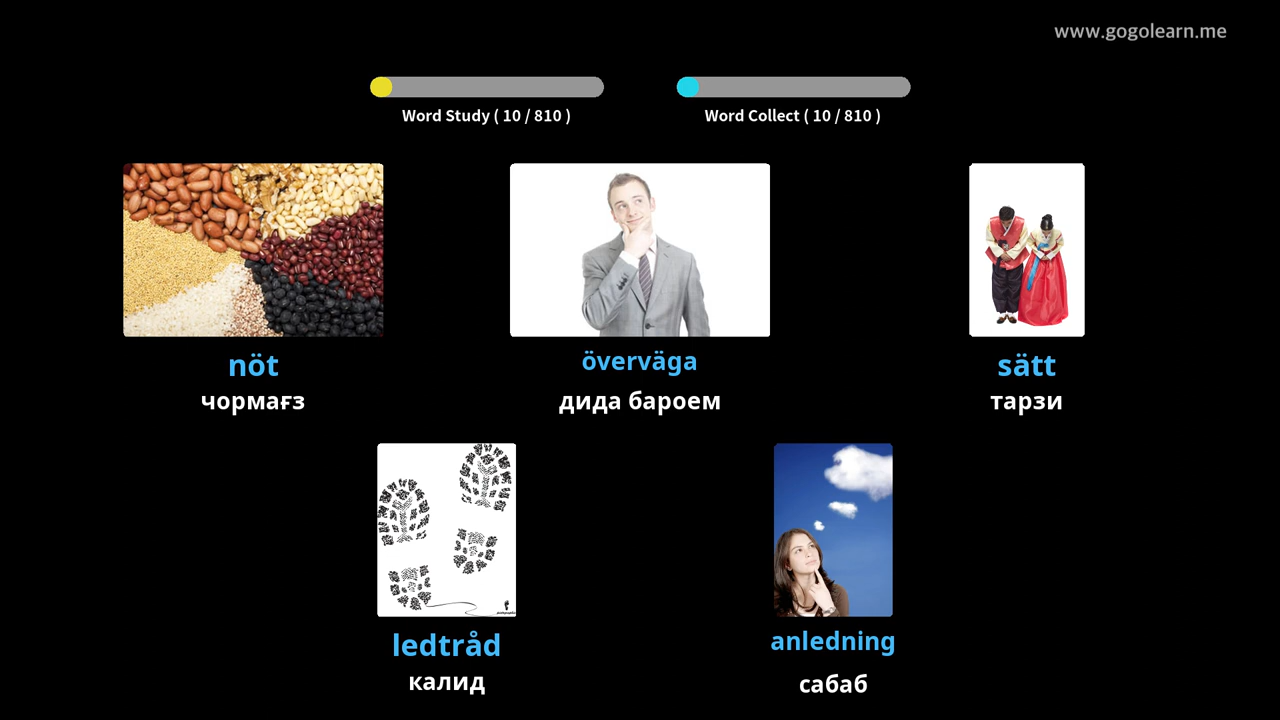 www.gogolearn.me
Word Study ( 10 / 810 )
Word Collect ( 10 / 810 )
nöt
чормағз
överväga
дида бароем
sätt
тарзи
ledtråd
калид
anledning
сабаб